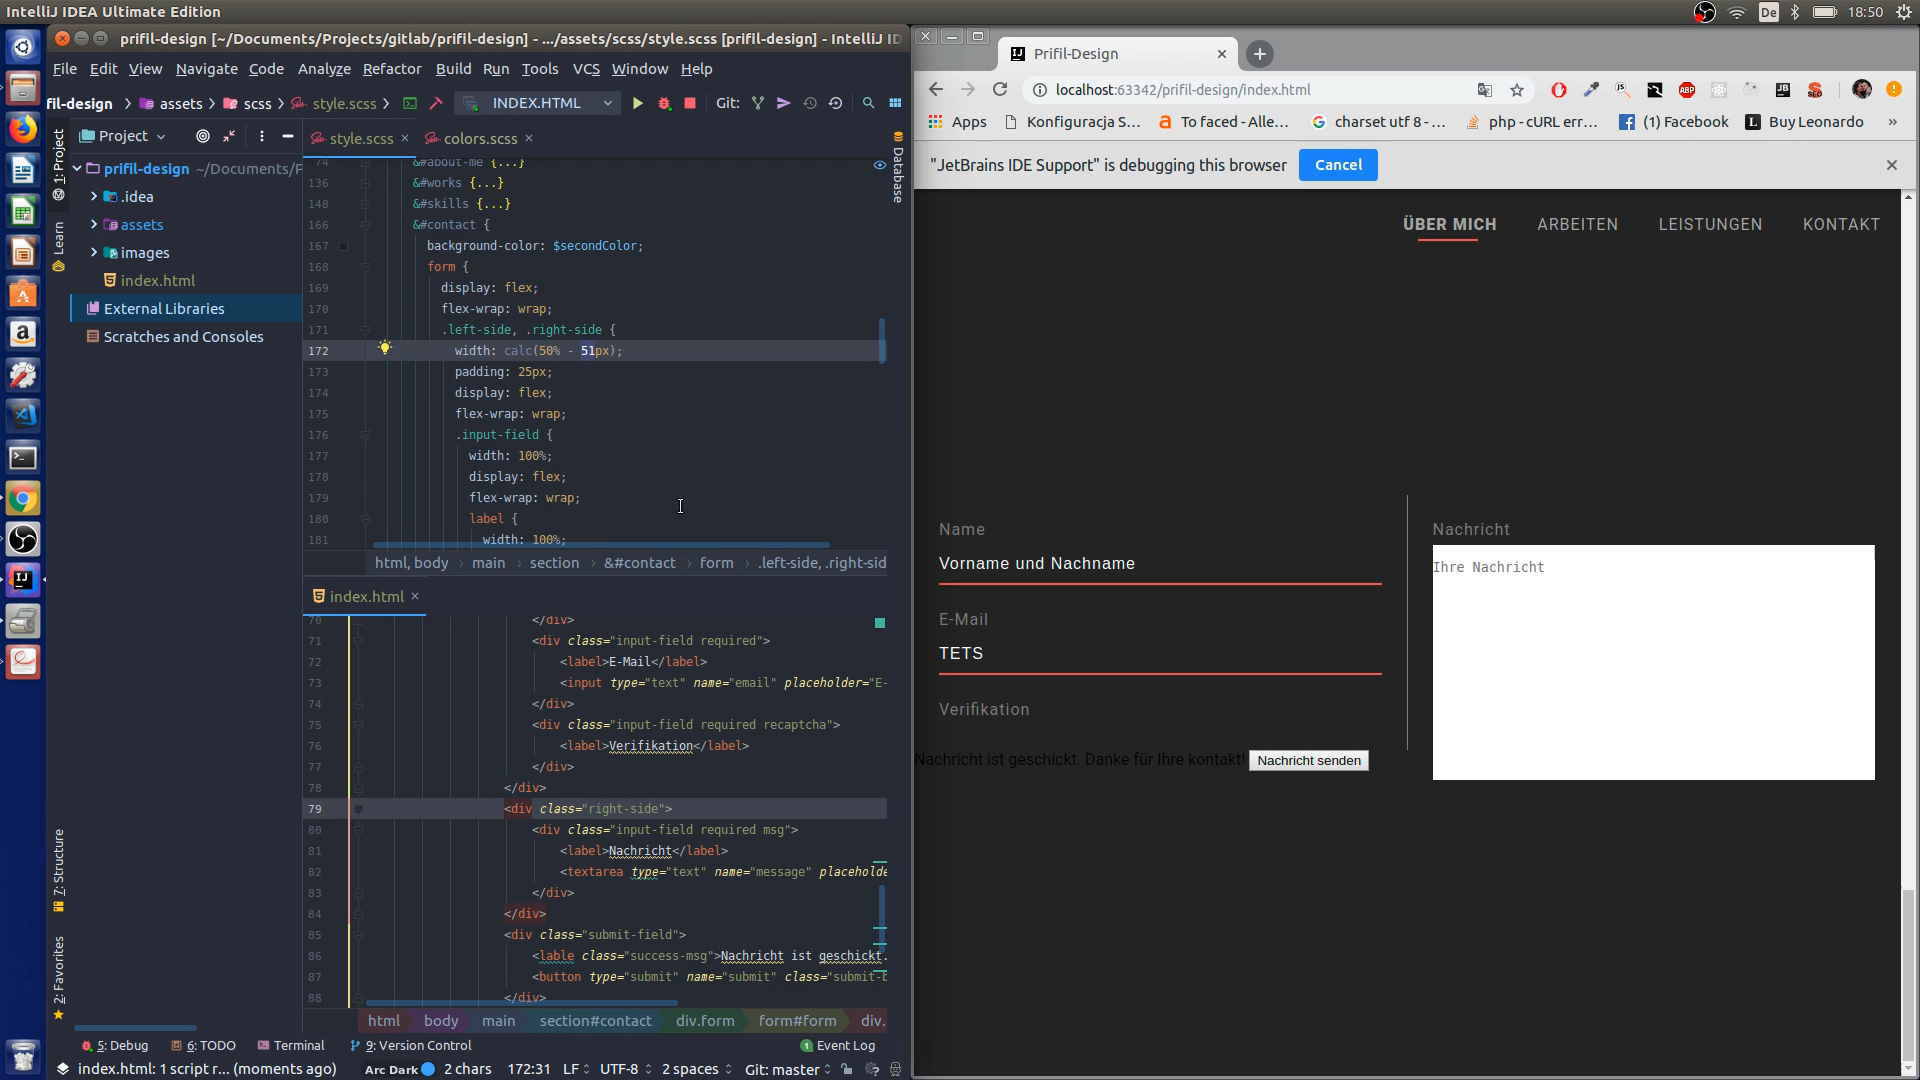 IntelliJ IDEA Ultimate Edition
De
18:50
prifil-design [~/Documents/Projects/gitlab/prifil-design] - .../assets/scss/style.scss [prifil-design] - IntelliJ ID
File Edit View Navigate Code Analyze Refactor Build Run Tools VCS Window Help
fil-design assets scss style.scss INDEX.HTML Git:
Project
style.scss
colors.scss
1: Project
Learn
7: Structure
2: Favorites
Database
prifil-design ~/Documents/P
.idea
assets
images
index.html
External Libraries
Scratches and Consoles
74 &#about-me {...}
136 &#works {...}
148 &#skills {...}
166 &#contact {
167 background-color: $secondColor;
168 form {
169 display: flex;
170 flex-wrap: wrap;
171 .left-side, .right-side {
172 width: calc(50% - 51px);
173 padding: 25px;
174 display: flex;
175 flex-wrap: wrap;
176 .input-field {
177 width: 100%;
178 display: flex;
179 flex-wrap: wrap;
180 label {
181 width: 100%;
html, body main section &#contact form .left-side, .right-sid
index.html
70 </div>
71 <div class="input-field required">
72 <label>E-Mail</label>
73 <input type="text" name="email" placeholder="E-
74 </div>
75 <div class="input-field required recaptcha">
76 <label>Verifikation</label>
77 </div>
78 </div>
79 <div class="right-side">
80 <div class="input-field required msg">
81 <label>Nachricht</label>
82 <textarea type="text" name="message" placeholde
83 </div>
84 </div>
85 <div class="submit-field">
86 <lable class="success-msg">Nachricht ist geschickt.
87 <button type="submit" name="submit" class="submit-b
88 </div>
html body main section#contact div.form form#form div.
5: Debug 6: TODO Terminal 9: Version Control 1 Event Log
index.html: 1 script r... (moments ago) Arc Dark 2 chars 172:31 LF UTF-8 2 spaces Git: master
Prifil-Design
localhost:63342/prifil-design/index.html
Apps Konfiguracja S... To faced - Alle... charset utf 8 - ... php - cURL err... (1) Facebook Buy Leonardo »
"JetBrains IDE Support" is debugging this browser Cancel
ÜBER MICH ARBEITEN LEISTUNGEN KONTAKT
Name
Vorname und Nachname
E-Mail
TETS
Verifikation
Nachricht ist geschickt. Danke für Ihre kontakt! Nachricht senden
Nachricht
Ihre Nachricht